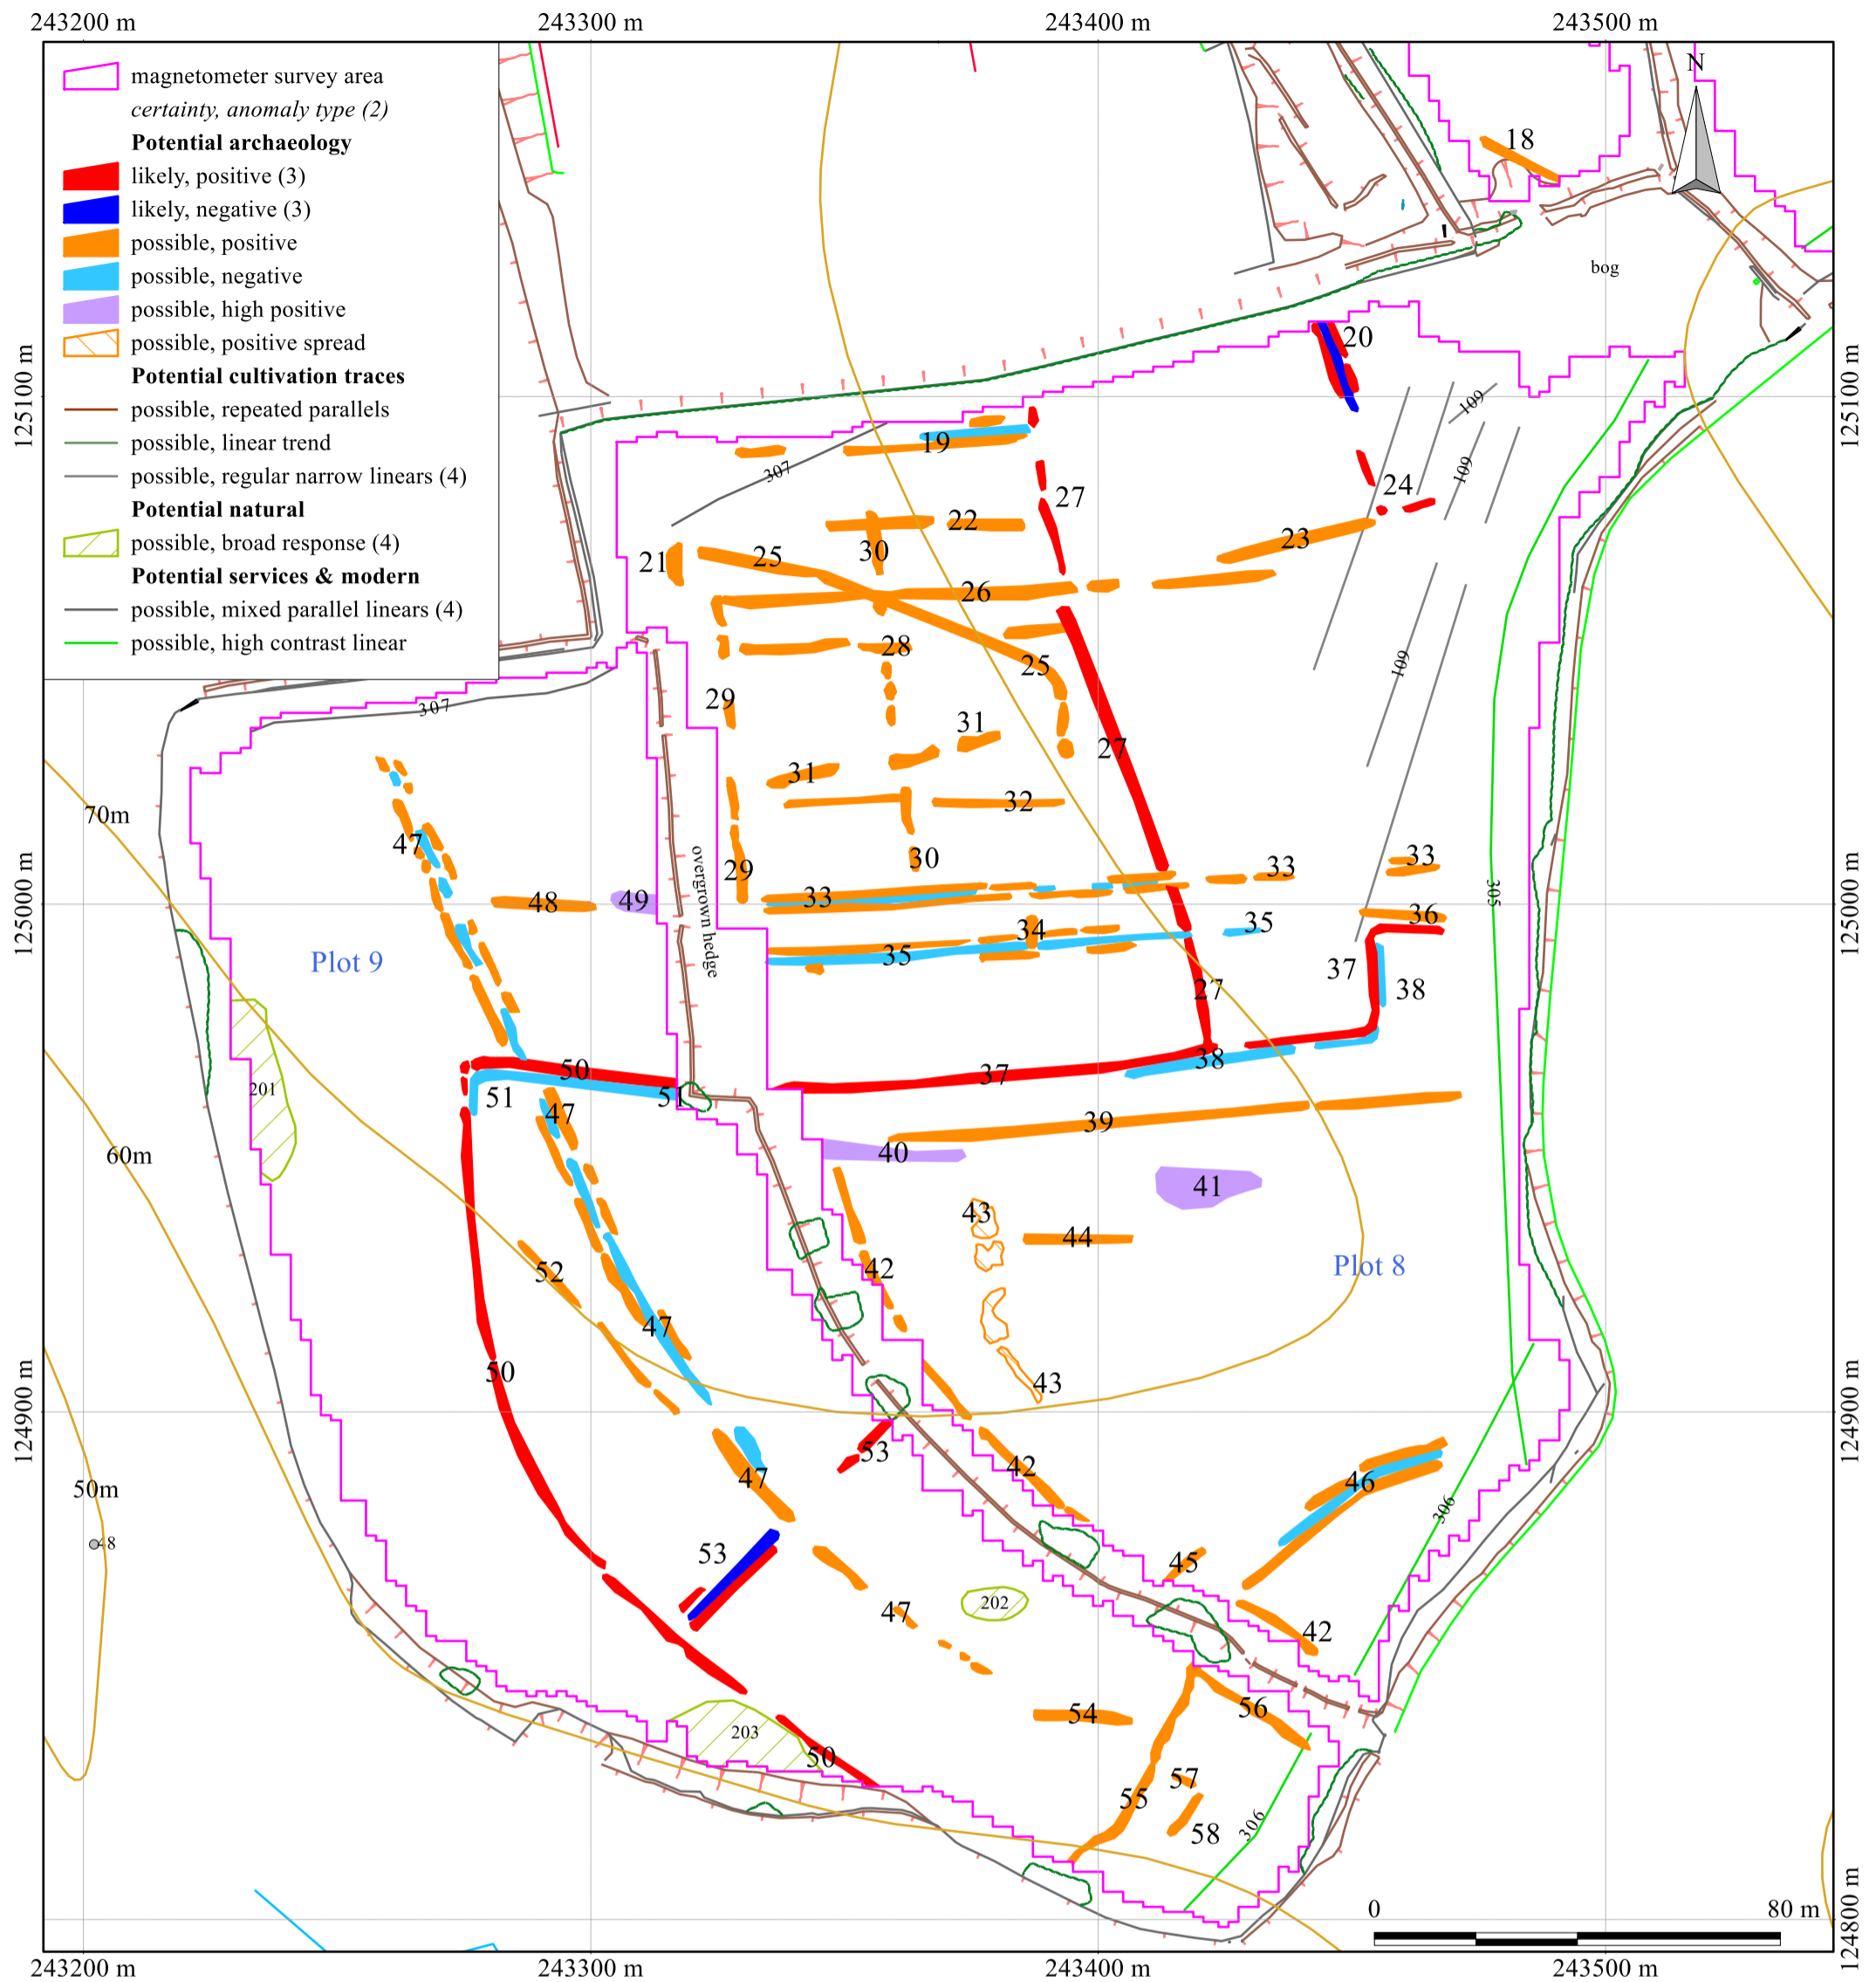 243200 m
243300 m
243400 m
243500 m
magnetometer survey area
certainty, anomaly type (2)
Potential archaeology
likely, positive (3)
likely, negative (3)
possible, positive
possible, negative
possible, high positive
possible, positive spread
Potential cultivation traces
possible, repeated parallels
possible, linear trend
possible, regular narrow linears (4)
Potential natural
possible, broad response (4)
Potential services & modern
possible, mixed parallel linears (4)
possible, high contrast linear
N
18
bog
20
125100 m
125100 m
109
19
307
24
109
27
22
23
30
25
21
26
28
25
109
29
307
31
27
31
32
70m
47
33
33
30
29
33
125000 m
125000 m
48
49
305
36
34
35
35
overgrown hedge
Plot 9
37
38
27
38
50
37
201
51
51
47
39
60m
40
41
43
44
42
52
Plot 8
47
50
43
124900 m
124900 m
53
42
47
46
50m
306
48
53
45
202
47
42
56
54
203
50
57
55
306
58
0
80 m
124800 m
243200 m
243300 m
243400 m
243500 m